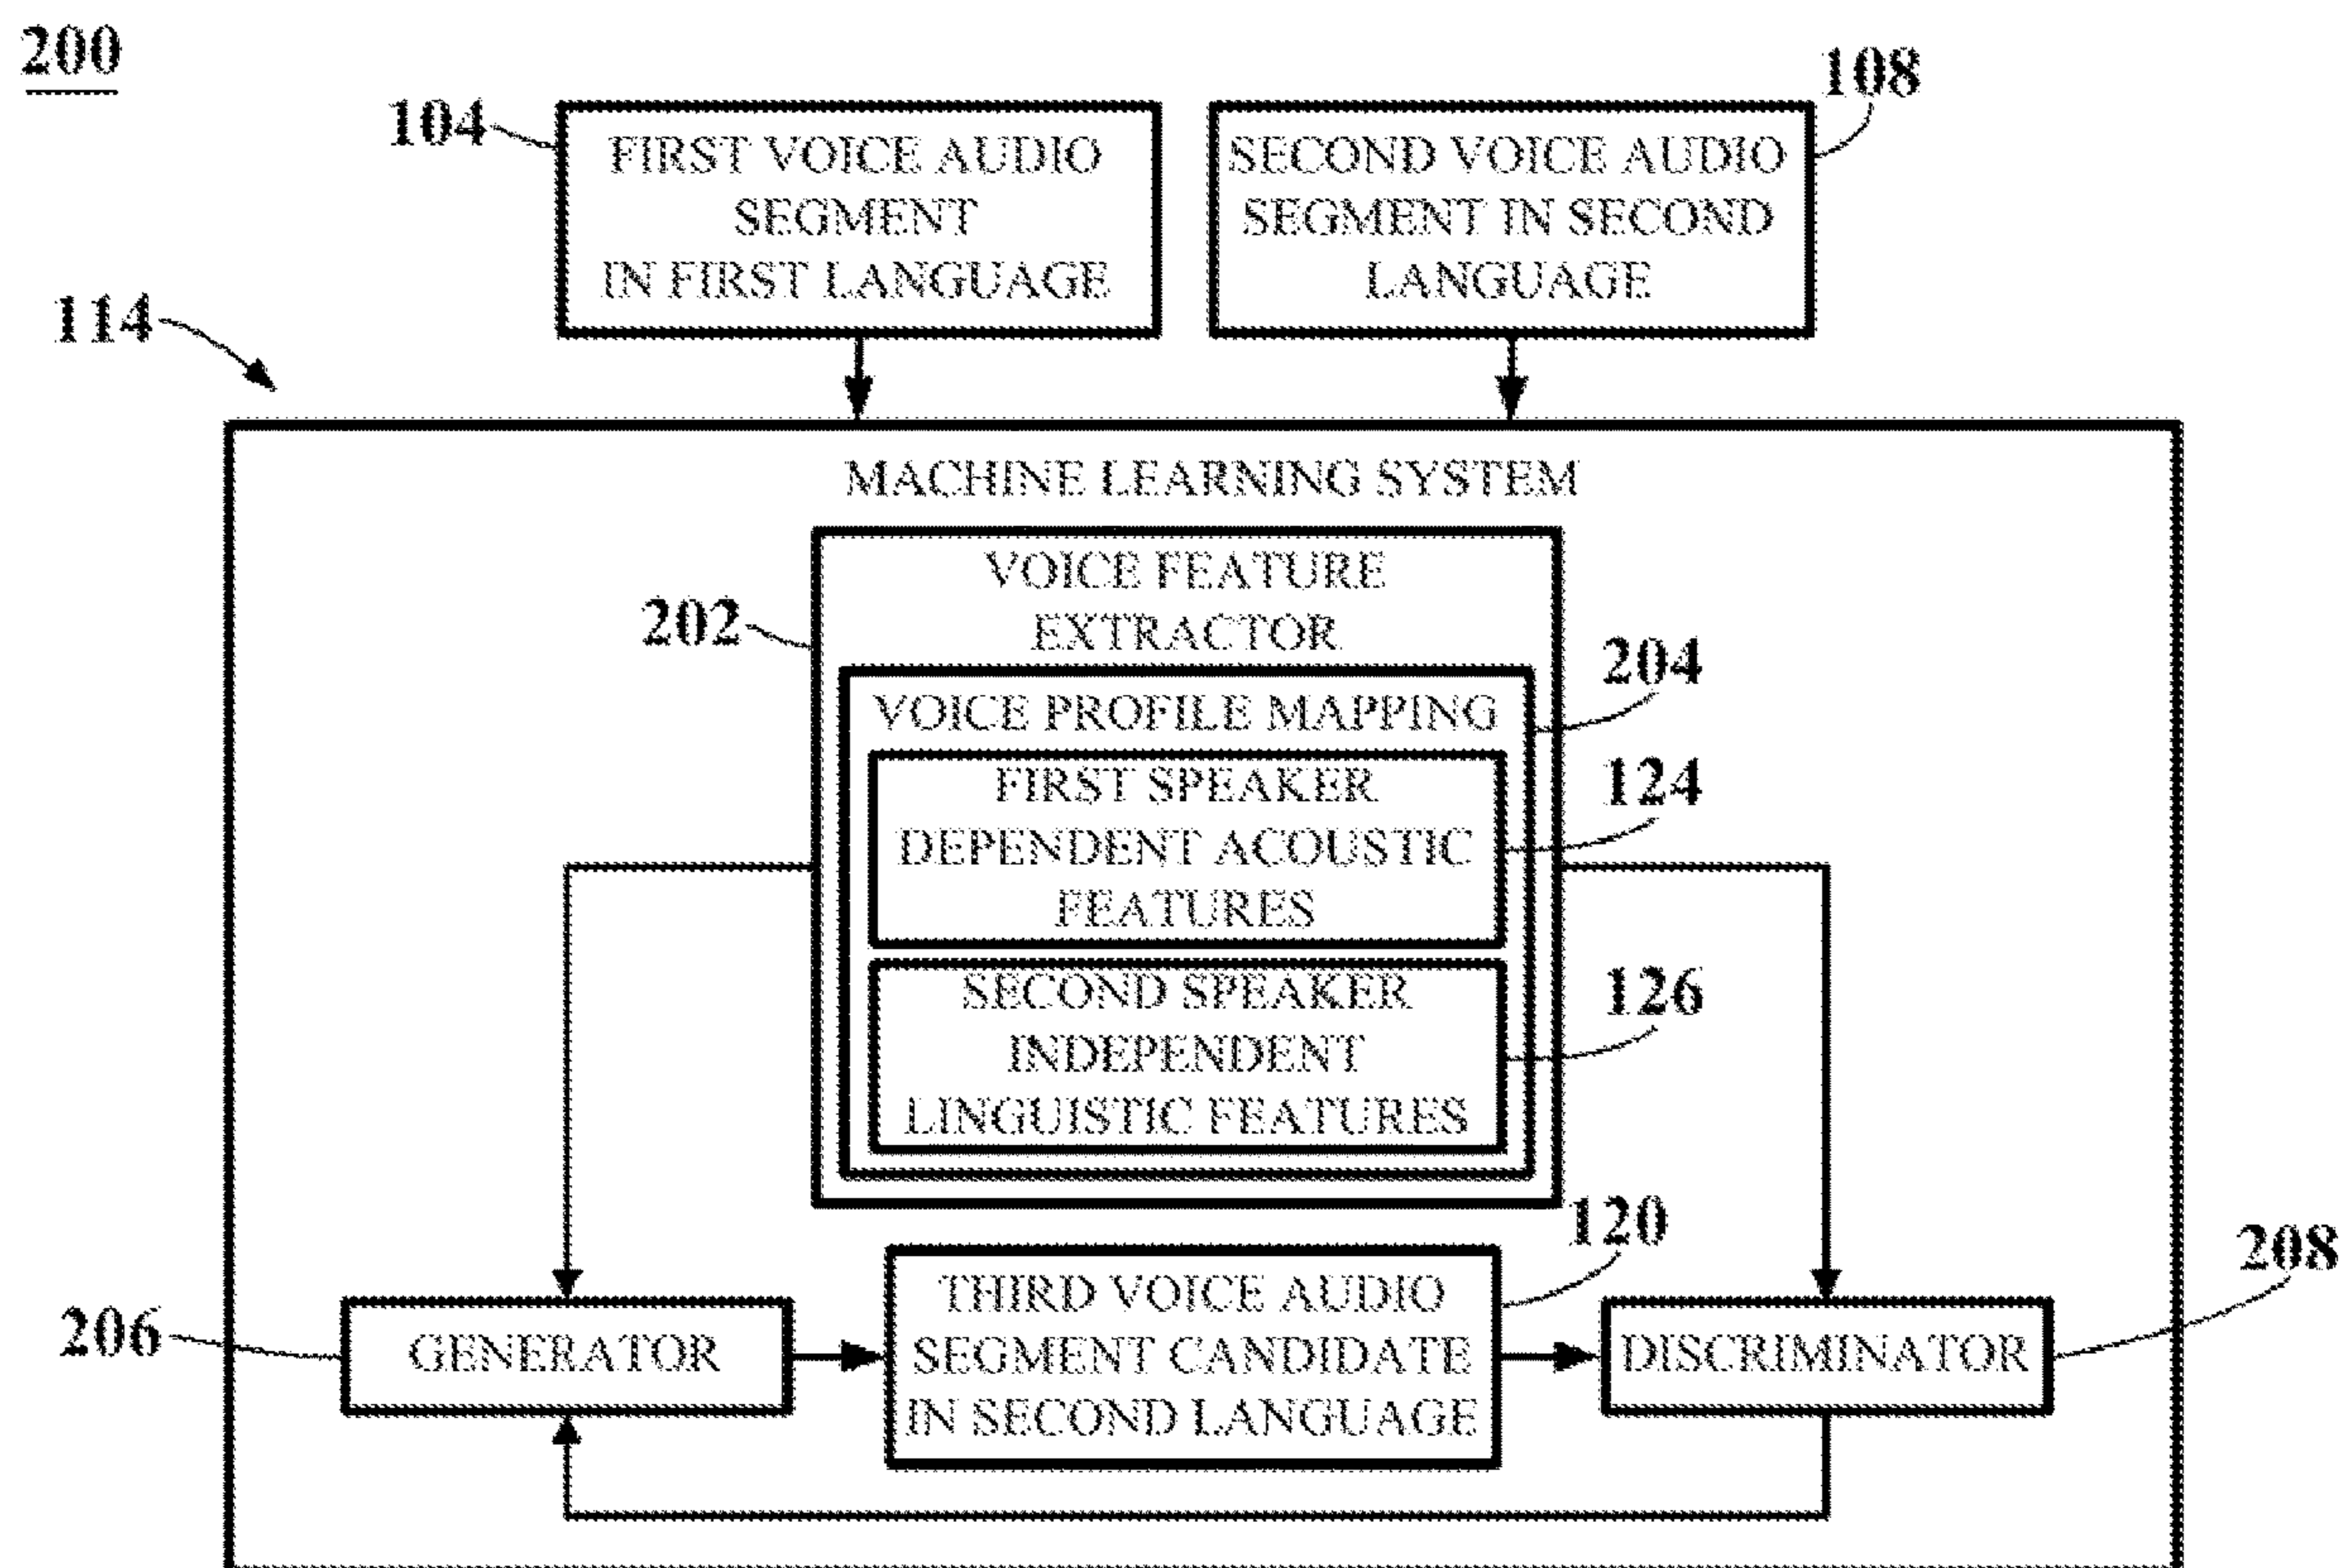 200
108
104
FIRST VOICE AUDIO
SEGMENT
IN FIRST LANGUAGE
SECOND VOICE AUDIO
SEGMENT IN SECOND
LANGUAGE
114
MACHINE LEARNING SYSTEM
VOICE FEATURE
EXTRACTOR
202
204
VOICE PROFILE MAPPING
124
FIRST SPEAKER
DEPENDENT ACOUSTIC
FEATURES
126
SECOND SPEAKER
INDEPENDENT
LINGUISTIC FEATURES
120
208
206
GENERATOR
THIRD VOICE AUDIO
SEGMENT CANDIDATE
IN SECOND LANGUAGE
DISCRIMINATOR